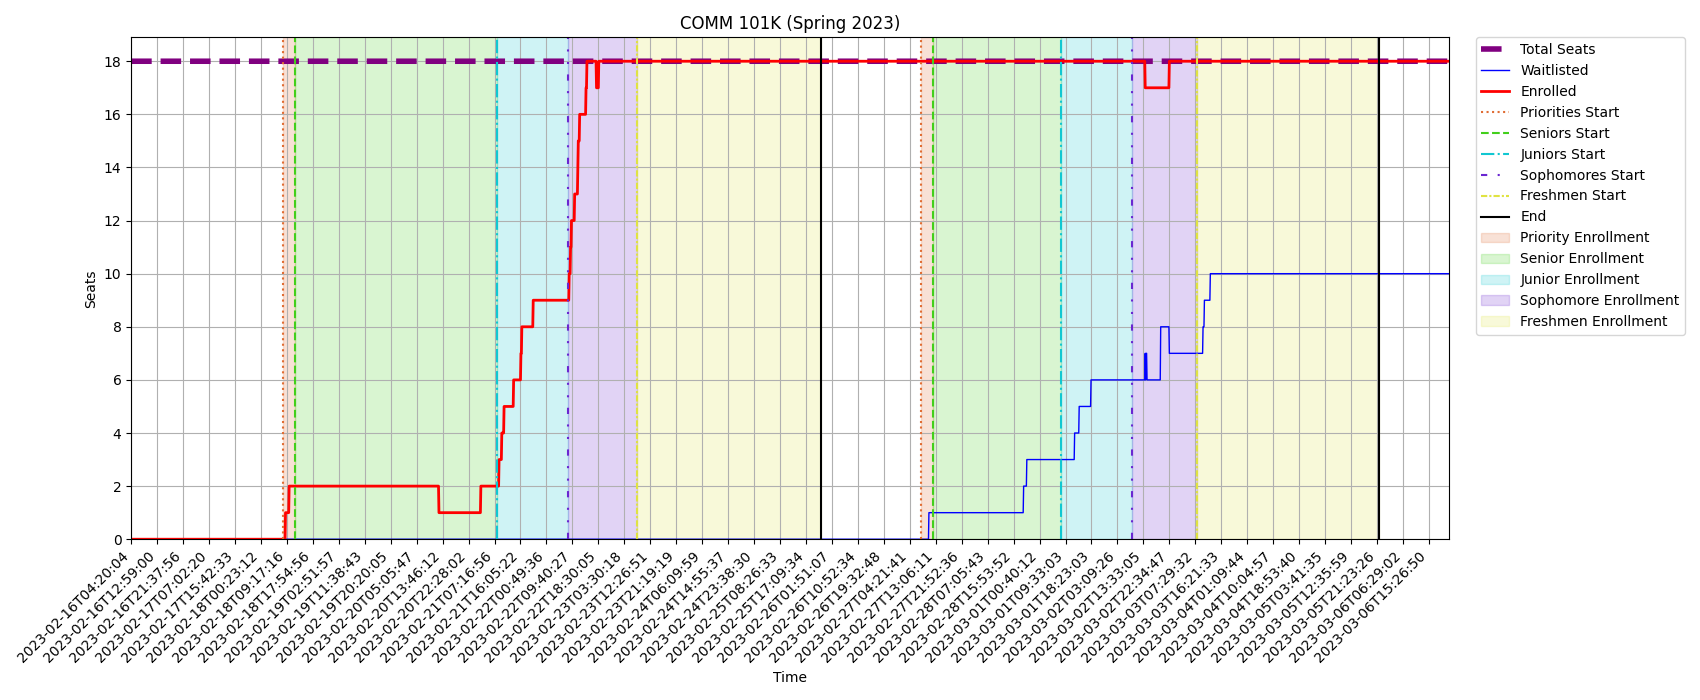 COMM 101K (Spring 2023)
Seats
18
16
14
12
10
8
6
4
2
0
2023-02-16T04:20:04
2023-02-16T12:59:00
2023-02-16T21:37:56
2023-02-17T07:02:20
2023-02-17T15:42:33
2023-02-18T00:23:12
2023-02-18T09:17:16
2023-02-18T17:54:56
2023-02-19T02:51:57
2023-02-19T11:38:43
2023-02-19T20:20:05
2023-02-20T05:05:47
2023-02-20T13:46:12
2023-02-20T22:28:02
2023-02-21T07:16:56
2023-02-21T16:05:22
2023-02-22T00:49:36
2023-02-22T09:40:27
2023-02-22T18:30:05
2023-02-23T03:30:18
2023-02-23T12:26:51
2023-02-23T21:19:19
2023-02-24T06:09:59
2023-02-24T14:55:37
2023-02-24T23:38:30
2023-02-25T08:26:33
2023-02-25T17:09:34
2023-02-26T01:51:07
2023-02-26T10:52:34
2023-02-26T19:32:48
2023-02-27T04:21:41
2023-02-27T13:06:11
2023-02-27T21:52:36
2023-02-28T07:05:43
2023-02-28T15:53:52
2023-03-01T00:40:12
2023-03-01T09:33:03
2023-03-01T18:23:03
2023-03-02T03:09:26
2023-03-02T13:33:05
2023-03-02T22:34:47
2023-03-03T07:29:32
2023-03-03T16:21:33
2023-03-04T01:09:44
2023-03-04T10:04:57
2023-03-04T18:53:40
2023-03-05T03:41:35
2023-03-05T12:35:59
2023-03-05T21:23:26
2023-03-06T06:29:02
2023-03-06T15:26:50
Time
Total Seats
Waitlisted
Enrolled
Priorities Start
Seniors Start
Juniors Start
Sophomores Start
Freshmen Start
End
Priority Enrollment
Senior Enrollment
Junior Enrollment
Sophomore Enrollment
Freshmen Enrollment